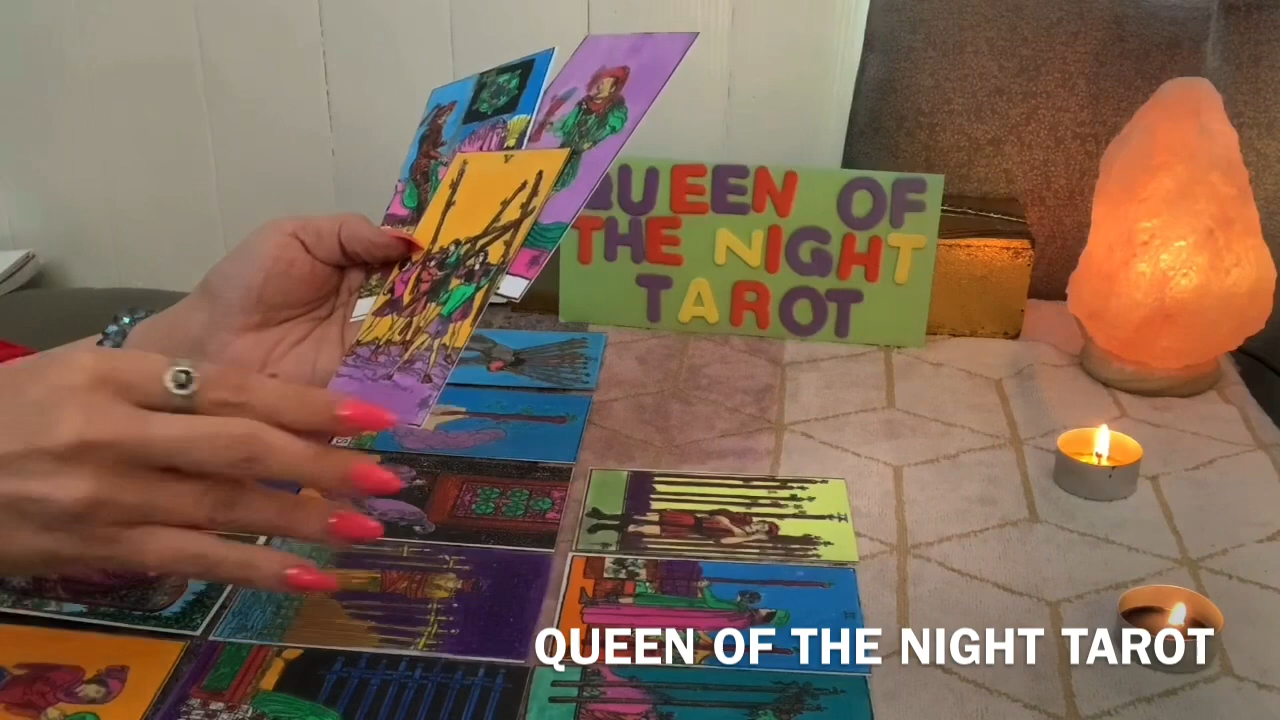 V
QUEEN OF
THE NIGHT
TAROT
QUEEN OF THE NIGHT TAROT